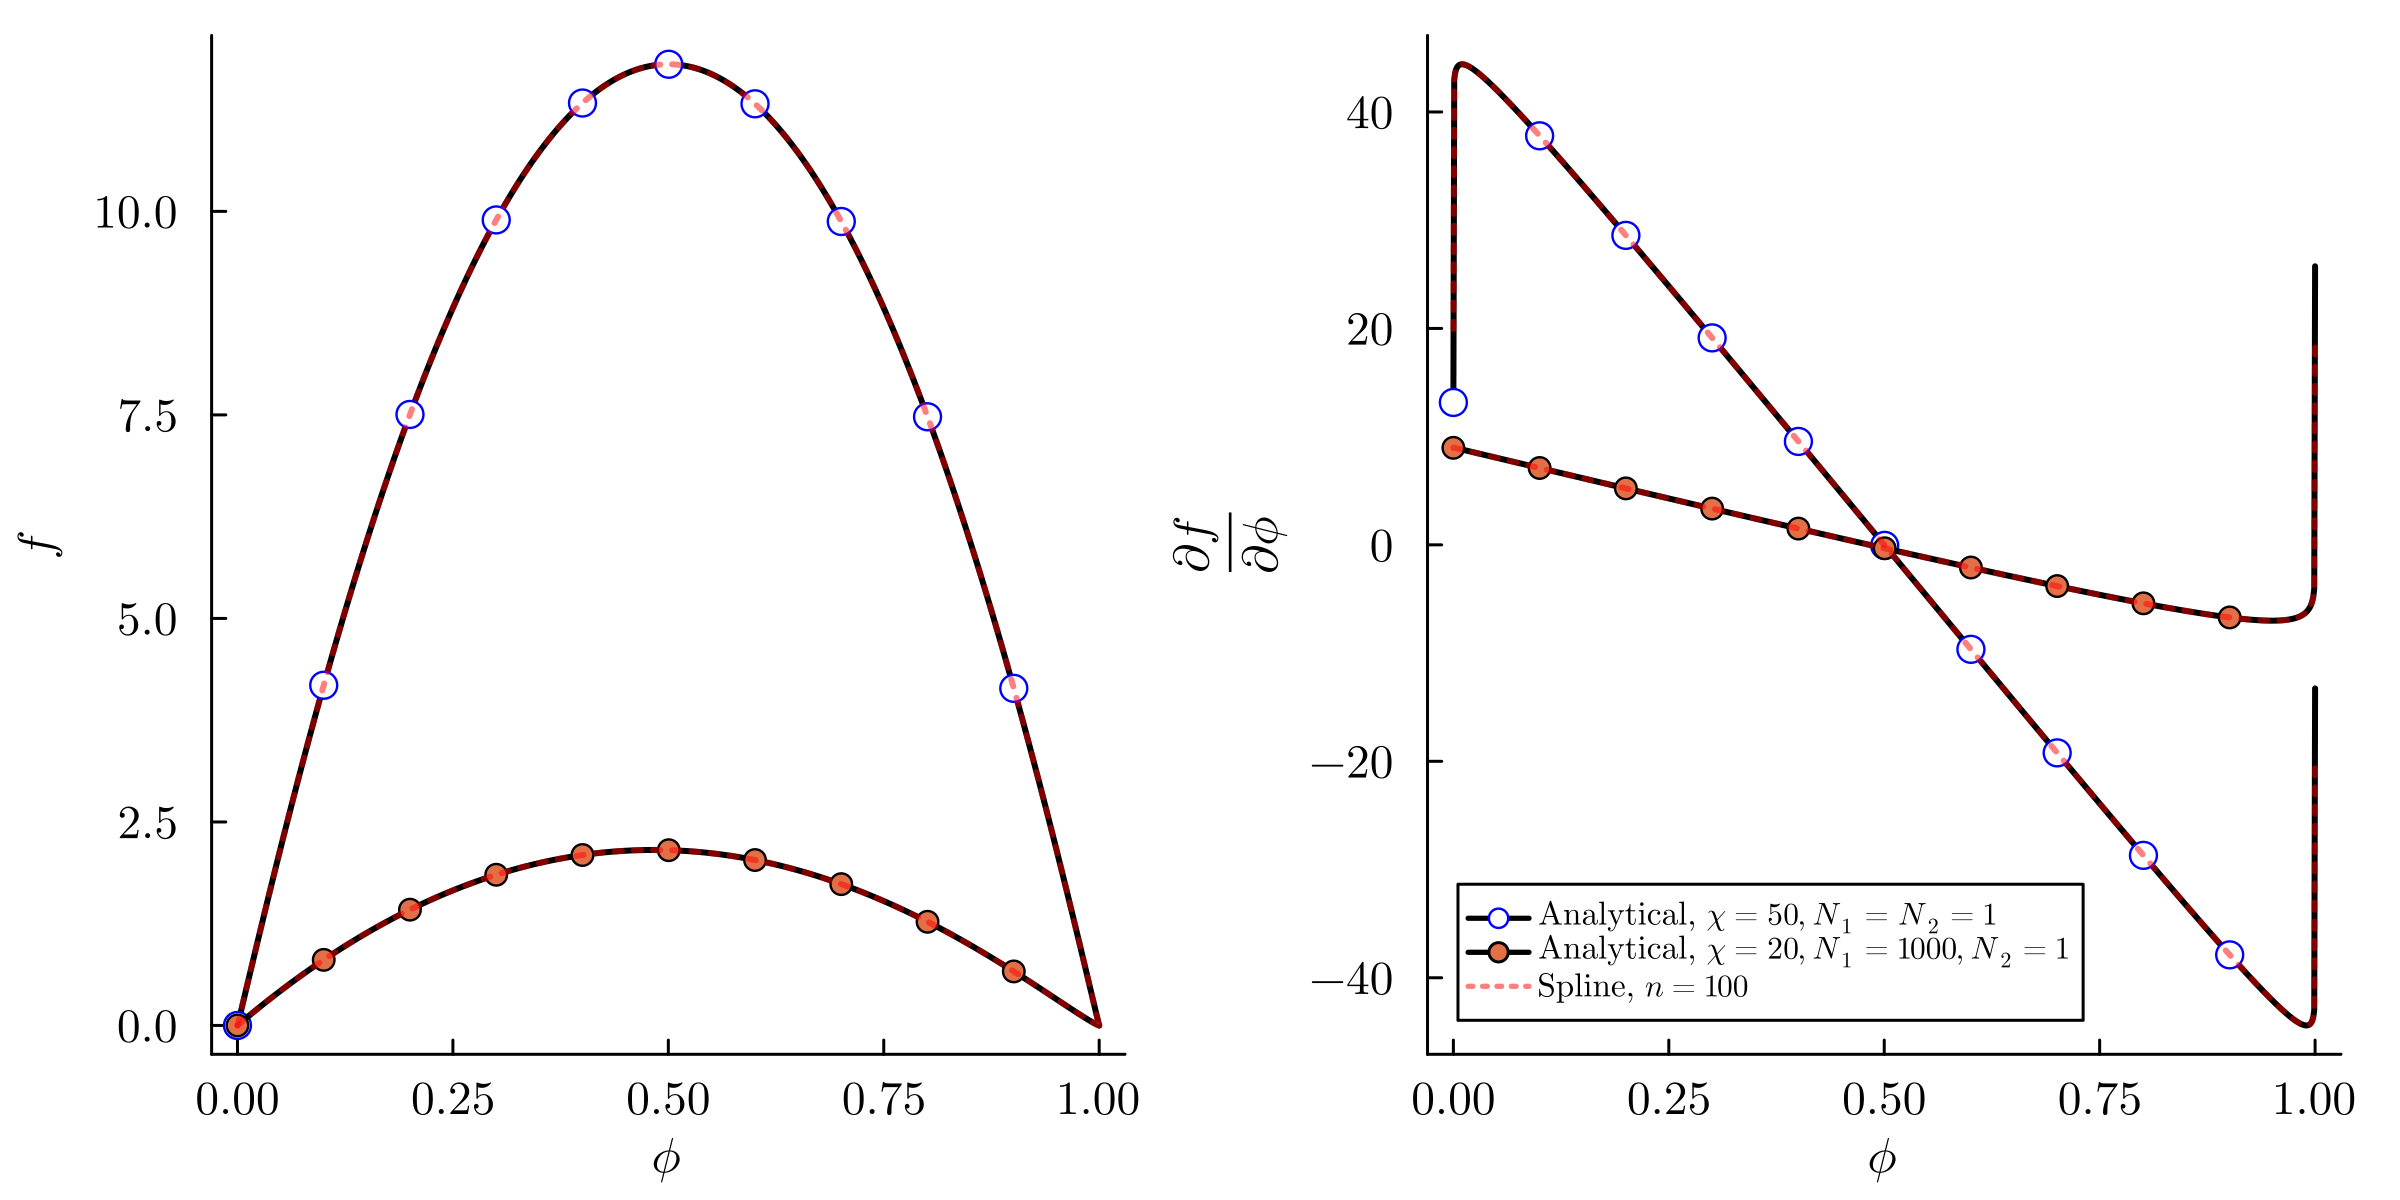 f
10.0
7.5
5.0
2.5
0.0
0.00 0.25 0.50 0.75 1.00
ϕ
∂f
∂ϕ
40
20
0
−20
−40
Analytical, χ = 50, N₁ = N₂ = 1
Analytical, χ = 20, N₁ = 1000, N₂ = 1
Spline, n = 100
0.00 0.25 0.50 0.75 1.00
ϕ